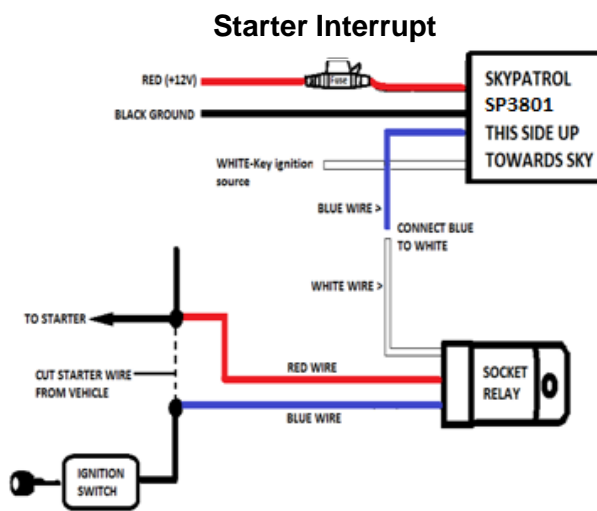 Starter Interrupt
RED (+12V)
Fuse
BLACK GROUND
SKYPATROL
SP3801
THIS SIDE UP
TOWARDS SKY
WHITE-Key ignition
source
BLUE WIRE >
CONNECT BLUE
TO WHITE
WHITE WIRE>
TO STARTER
CUT STARTER WIRE
FROM VEHICLE
RED WIRE
BLUE WIRE
SOCKET
RELAY
IGNITION
SWITCH